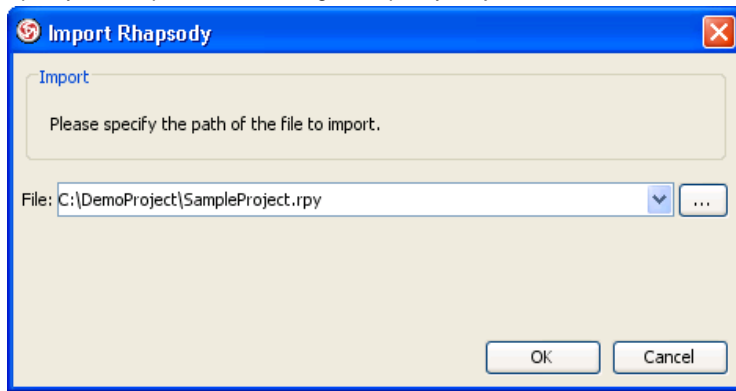 Import Rhapsody
Import
Please specify the path of the file to import.
File: C:\DemoProject\SampleProject.rpy ...
OK Cancel